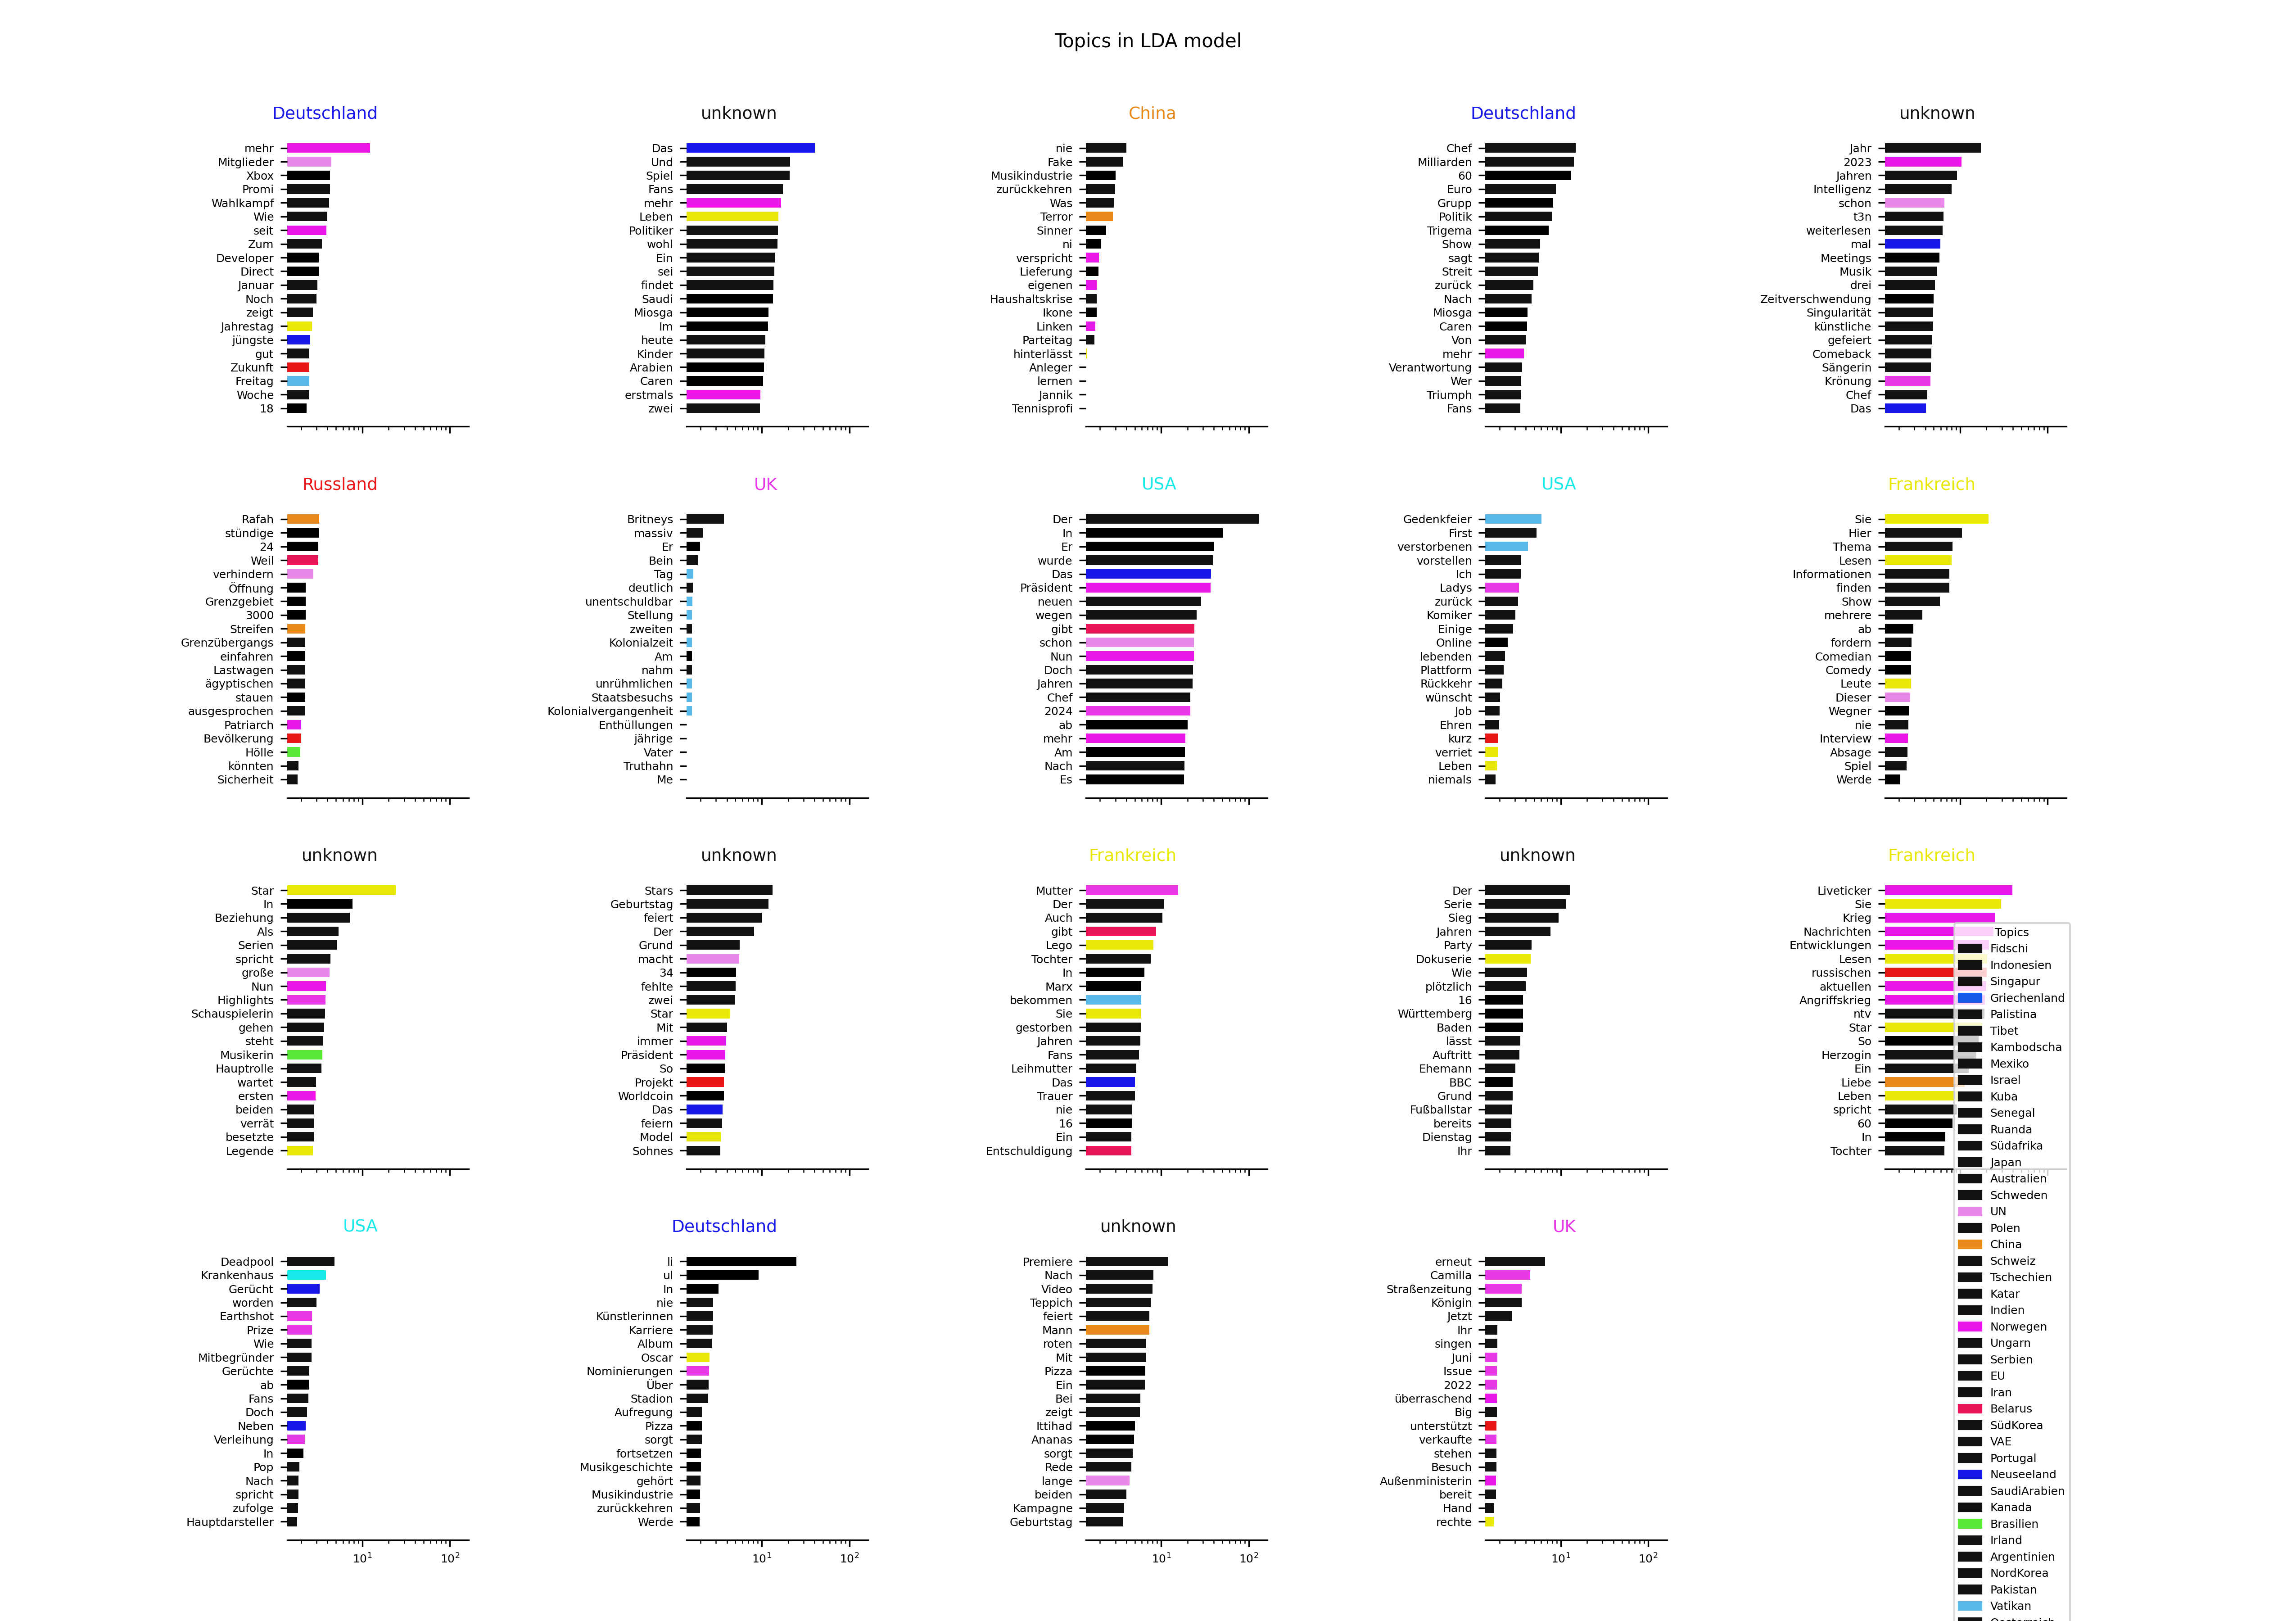 Topics in LDA model
Deutschland
mehr
Mitglieder
Xbox
Promi
Wahlkampf
Wie
seit
Zum
Developer
Direct
Januar
Noch
zeigt
Jahrestag
jüngste
gut
Zukunft
Freitag
Woche
18
unknown
Das
Und
Spiel
Fans
mehr
Leben
Politiker
wohl
Ein
sei
findet
Saudi
Miosga
Im
heute
Kinder
Arabien
Caren
erstmals
zwei
China
nie
Fake
Musikindustrie
zurückkehren
Was
Terror
Sinner
ni
verspricht
Lieferung
eigenen
Haushaltskrise
Ikone
Linken
Parteitag
hinterlässt
Anleger
lernen
Jannik
Tennisprofi
Deutschland
Chef
Milliarden
60
Euro
Grupp
Politik
Trigema
Show
sagt
Streit
zurück
Nach
Miosga
Caren
Von
mehr
Verantwortung
Wer
Triumph
Fans
unknown
Jahr
2023
Jahren
Intelligenz
schon
t3n
weiterlesen
mal
Meetings
Musik
drei
Zeitverschwendung
Singularität
künstliche
gefeiert
Comeback
Sängerin
Krönung
Chef
Das
Russland
Rafah
stündige
24
Weil
verhindern
Öffnung
Grenzgebiet
3000
Streifen
Grenzübergangs
einfahren
Lastwagen
ägyptischen
stauen
ausgesprochen
Patriarch
Bevölkerung
Hölle
könnten
Sicherheit
UK
Britneys
massiv
Er
Bein
Tag
deutlich
unentschuldbar
Stellung
zweiten
Kolonialzeit
Am
nahm
unrühmlichen
Staatsbesuchs
Kolonialvergangenheit
Enthüllungen
jährige
Vater
Truthahn
Me
USA
Der
In
Er
wurde
Das
Präsident
neuen
wegen
gibt
schon
Nun
Doch
Jahren
Chef
2024
ab
mehr
Am
Nach
Es
USA
Gedenkfeier
First
verstorbenen
vorstellen
Ich
Ladys
zurück
Komiker
Einige
Online
lebenden
Plattform
Rückkehr
wünscht
Job
Ehren
kurz
verriet
Leben
niemals
Frankreich
Sie
Hier
Thema
Lesen
Informationen
finden
Show
mehrere
ab
fordern
Comedian
Comedy
Leute
Dieser
Wegner
nie
Interview
Absage
Spiel
Werde
unknown
Star
In
Beziehung
Als
Serien
spricht
große
Nun
Highlights
Schauspielerin
gehen
steht
Musikerin
Hauptrolle
wartet
ersten
beiden
verrät
besetzte
Legende
unknown
Stars
Geburtstag
feiert
Der
Grund
macht
34
fehlte
zwei
Star
Mit
immer
Präsident
So
Projekt
Worldcoin
Das
feiern
Model
Sohnes
Frankreich
Mutter
Der
Auch
gibt
Lego
Tochter
In
Marx
bekommen
Sie
gestorben
Jahren
Fans
Leihmutter
Das
Trauer
nie
16
Ein
Entschuldigung
unknown
Der
Serie
Sieg
Jahren
Party
Dokuserie
Wie
plötzlich
16
Württemberg
Baden
lässt
Auftritt
Ehemann
BBC
Grund
Fußballstar
bereits
Dienstag
Ihr
Frankreich
Liveticker
Sie
Krieg
Nachrichten
Entwicklungen
Lesen
russischen
aktuellen
Angriffskrieg
ntv
Star
So
Herzogin
Ein
Liebe
Leben
spricht
60
In
Tochter
USA
Deadpool
Krankenhaus
Gerücht
worden
Earthshot
Prize
Wie
Mitbegründer
Gerüchte
ab
Fans
Doch
Neben
Verleihung
In
Pop
Nach
spricht
zufolge
Hauptdarsteller
10^1 10^2
Deutschland
li
ul
In
nie
Künstlerinnen
Karriere
Album
Oscar
Nominierungen
Über
Stadion
Aufregung
Pizza
sorgt
fortsetzen
Musikgeschichte
gehört
Musikindustrie
zurückkehren
Werde
10^1 10^2
unknown
Premiere
Nach
Video
Teppich
feiert
Mann
roten
Mit
Pizza
Ein
Bei
zeigt
Ittihad
Ananas
sorgt
Rede
lange
beiden
Kampagne
Geburtstag
10^1 10^2
UK
erneut
Camilla
Straßenzeitung
Königin
Jetzt
Ihr
singen
Juni
Issue
2022
überraschend
Big
unterstützt
verkaufte
stehen
Besuch
Außenministerin
bereit
Hand
rechte
10^1 10^2
Topics
Fidschi
Indonesien
Singapur
Griechenland
Palistina
Tibet
Kambodscha
Mexiko
Israel
Kuba
Senegal
Ruanda
Südafrika
Japan
Australien
Schweden
UN
Polen
China
Schweiz
Tschechien
Katar
Indien
Norwegen
Ungarn
Serbien
EU
Iran
Belarus
SüdKorea
VAE
Portugal
Neuseeland
SaudiArabien
Kanada
Brasilien
Irland
Argentinien
NordKorea
Pakistan
Vatikan